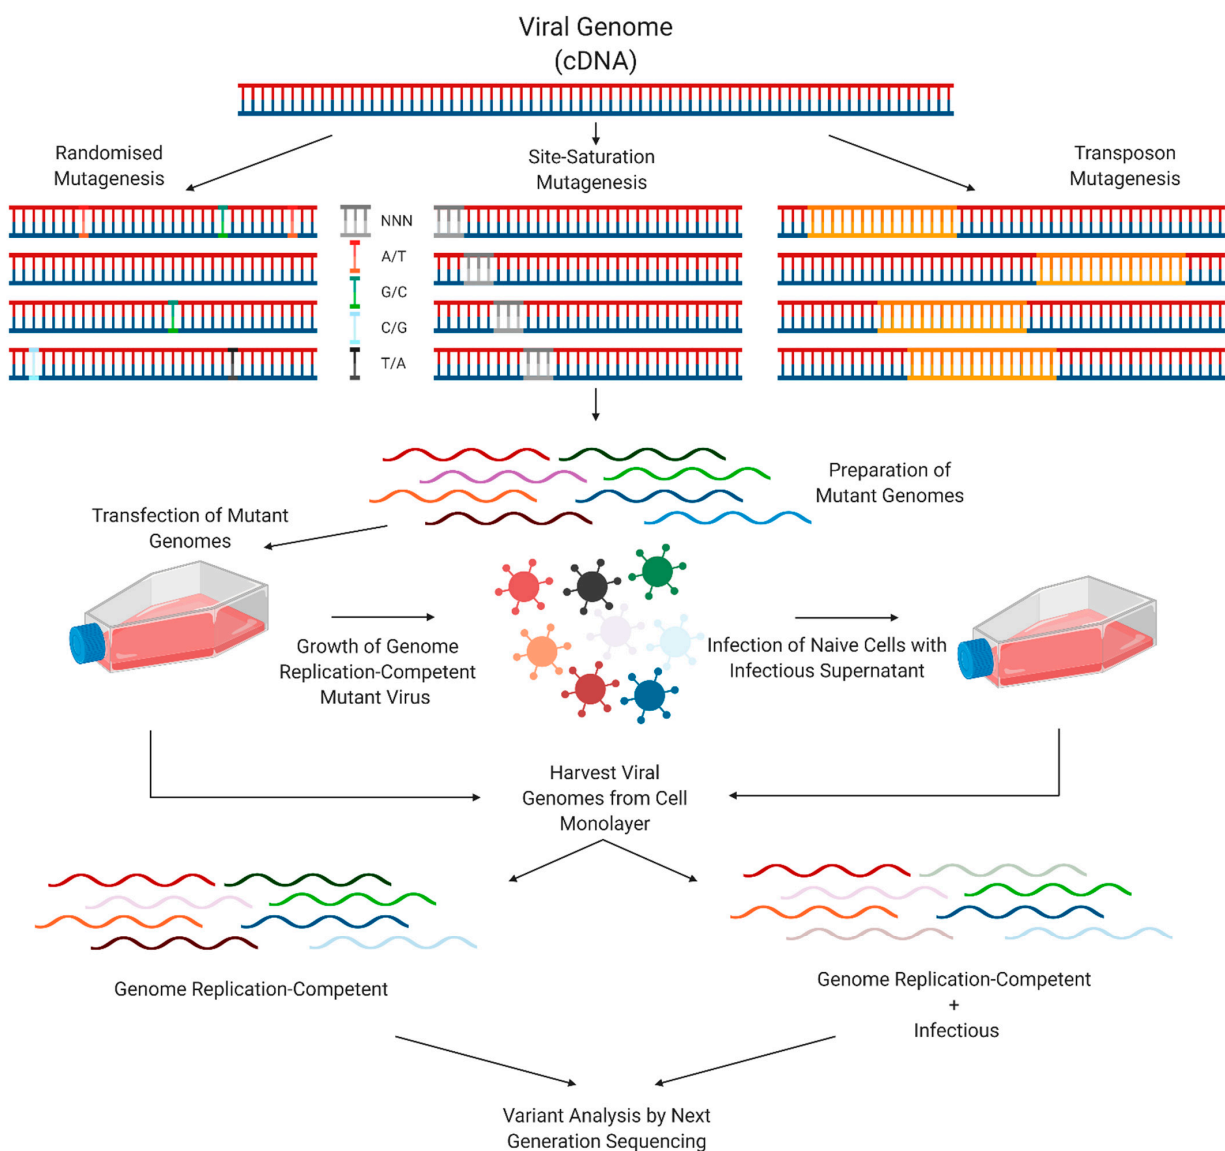 Viral Genome
(cDNA)
Randomised
Mutagenesis
Site-Saturation
Mutagenesis
Transposon
Mutagenesis
NNN
A/T
G/C
C/G
T/A
Preparation of
Mutant Genomes
Transfection of Mutant
Genomes
Growth of Genome
Replication-Competent
Mutant Virus
Infection of Naive Cells with
Infectious Supernatant
Harvest Viral
Genomes from Cell
Monolayer
Genome Replication-Competent
Genome Replication-Competent
+
Infectious
Variant Analysis by Next
Generation Sequencing